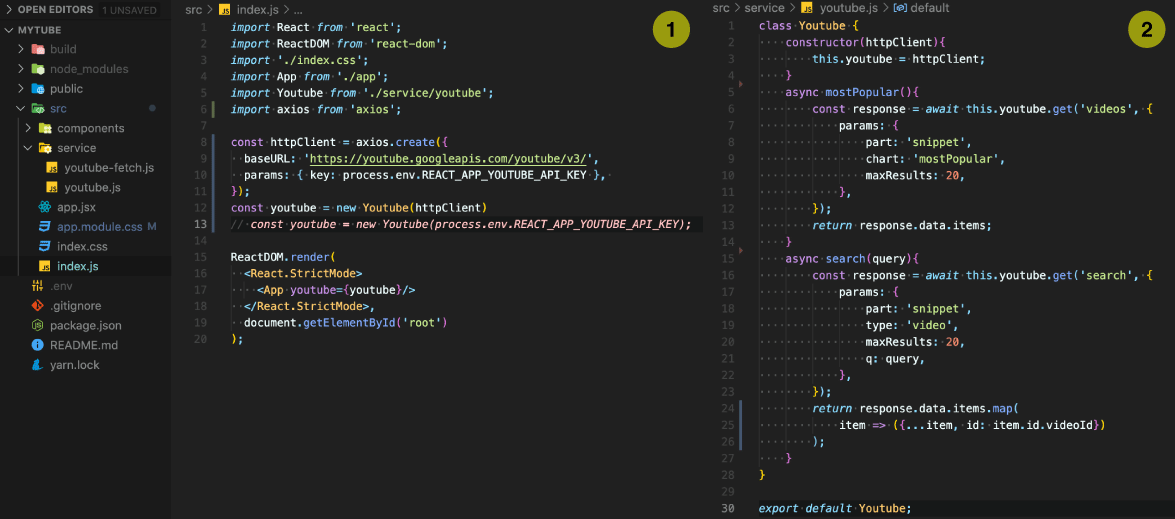 OPEN EDITORS 1 UNSAVED
MYTUBE
build
node_modules
public
src
components
service
youtube-fetch.js
youtube.js
app.jsx
app.module.css M
index.css
index.js
.env
.gitignore
package.json
README.md
yarn.lock
src > JS index.js > ...
1
1 import React from 'react';
2 import ReactDOM from 'react-dom';
3 import './index.css';
4 import App from './app';
5 import Youtube from './service/youtube';
6 import axios from 'axios';
7
8 const httpClient = axios.create({
9 baseURL: 'https://youtube.googleapis.com/youtube/v3/',
10 params: { key: process.env.REACT_APP_YOUTUBE_API_KEY },
11 });
12 const youtube = new Youtube(httpClient)
13 // const youtube = new Youtube(process.env.REACT_APP_YOUTUBE_API_KEY);
14
15 ReactDOM.render(
16 <React.StrictMode>
17 <App youtube={youtube}/>
18 </React.StrictMode>,
19 document.getElementById('root')
20 );
src > service > JS youtube.js > default
2
1 class Youtube {
2 constructor(httpClient){
3 this.youtube = httpClient;
4 }
5 async mostPopular(){
6 const response = await this.youtube.get('videos', {
7 params: {
8 part: 'snippet',
9 chart: 'mostPopular',
10 maxResults: 20,
11 },
12 });
13 return response.data.items;
14 }
15 async search(query){
16 const response = await this.youtube.get('search', {
17 params: {
18 part: 'snippet',
19 type: 'video',
20 maxResults: 20,
21 q: query,
22 },
23 });
24 return response.data.items.map(
25 item => ({...item, id: item.id.videoId})
26 );
27 }
28 }
29
30 export default Youtube;